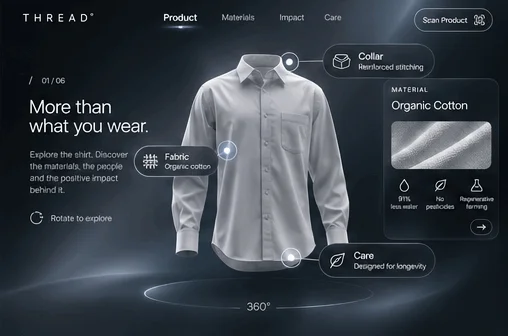 THREAD°
Product
Materials
Impact
Care
Scan Product
/ 01 / 06
More than
what you wear.
Explore the shirt. Discover
the materials, the people
and the positive impact
behind it.
Rotate to explore
Collar
Reinforced stitching
Fabric
Organic cotton
Care
Designed for longevity
MATERIAL
Organic Cotton
91%
less water
No
pesticides
Regenerative
farming
360°